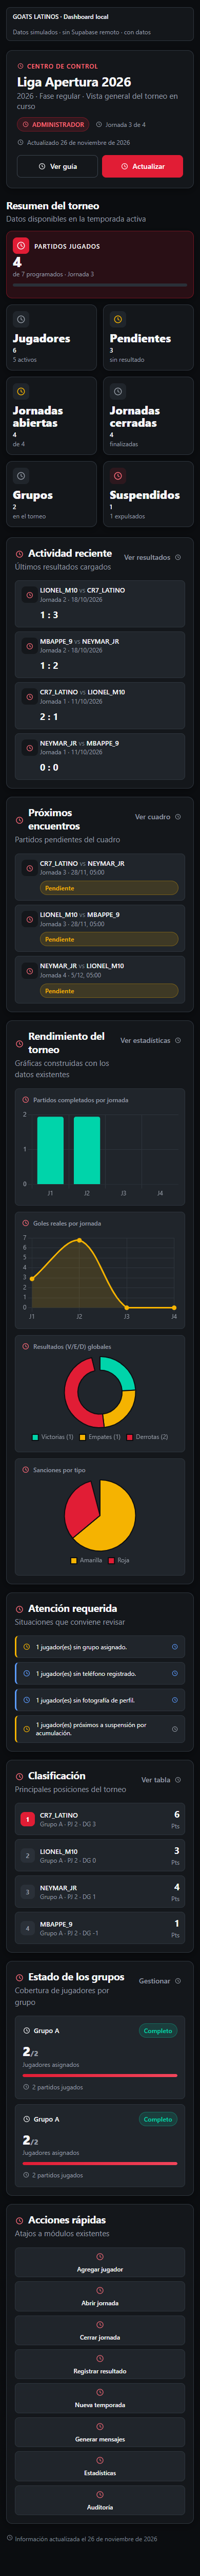 GOATS LATINOS · Dashboard local
Datos simulados · sin Supabase remoto · con datos
CENTRO DE CONTROL
Liga Apertura 2026
2026 · Fase regular · Vista general del torneo en
curso
ADMINISTRADOR
Jornada 3 de 4
Actualizado 26 de noviembre de 2026
Ver guía
Actualizar
Resumen del torneo
Datos disponibles en la temporada activa
PARTIDOS JUGADOS
4
de 7 programados · Jornada 3
Jugadores
6
5 activos
Pendientes
3
sin resultado
Jornadas
abiertas
4
de 4
Jornadas
cerradas
4
finalizadas
Grupos
2
en el torneo
Suspendidos
1
1 expulsados
Actividad reciente
Ver resultados
Últimos resultados cargados
LIONEL_M10 vs CR7_LATINO
Jornada 2 · 18/10/2026
1 : 3
MBAPPE_9 vs NEYMAR_JR
Jornada 2 · 18/10/2026
1 : 2
CR7_LATINO vs LIONEL_M10
Jornada 1 · 11/10/2026
2 : 1
NEYMAR_JR vs MBAPPE_9
Jornada 1 · 11/10/2026
0 : 0
Próximos
encuentros
Ver cuadro
Partidos pendientes del cuadro
CR7_LATINO vs NEYMAR_JR
Jornada 3 · 28/11, 05:00
Pendiente
LIONEL_M10 vs MBAPPE_9
Jornada 3 · 28/11, 05:00
Pendiente
NEYMAR_JR vs LIONEL_M10
Jornada 4 · 5/12, 05:00
Pendiente
Rendimiento del
torneo
Ver estadísticas
Gráficas construidas con los
datos existentes
Partidos completados por jornada
2
1
0
J1 J2 J3 J4
Goles reales por jornada
7
6
5
4
3
2
1
0
J1 J2 J3 J4
Resultados (V/E/D) globales
Victorias (1) Empates (1) Derrotas (2)
Sanciones por tipo
Amarilla Roja
Atención requerida
Situaciones que conviene revisar
1 jugador(es) sin grupo asignado.
1 jugador(es) sin teléfono registrado.
1 jugador(es) sin fotografía de perfil.
1 jugador(es) próximos a suspensión por
acumulación.
Clasificación
Ver tabla
Principales posiciones del torneo
1
CR7_LATINO
Grupo A · PJ 2 · DG 3
6
Pts
2
LIONEL_M10
Grupo A · PJ 2 · DG 0
3
Pts
3
NEYMAR_JR
Grupo A · PJ 2 · DG 1
4
Pts
4
MBAPPE_9
Grupo A · PJ 2 · DG -1
1
Pts
Estado de los grupos
Gestionar
Cobertura de jugadores por
grupo
Grupo A
Completo
2/2
Jugadores asignados
2 partidos jugados
Grupo A
Completo
2/2
Jugadores asignados
2 partidos jugados
Acciones rápidas
Atajos a módulos existentes
Agregar jugador
Abrir jornada
Cerrar jornada
Registrar resultado
Nueva temporada
Generar mensajes
Estadísticas
Auditoría
Información actualizada el 26 de noviembre de 2026